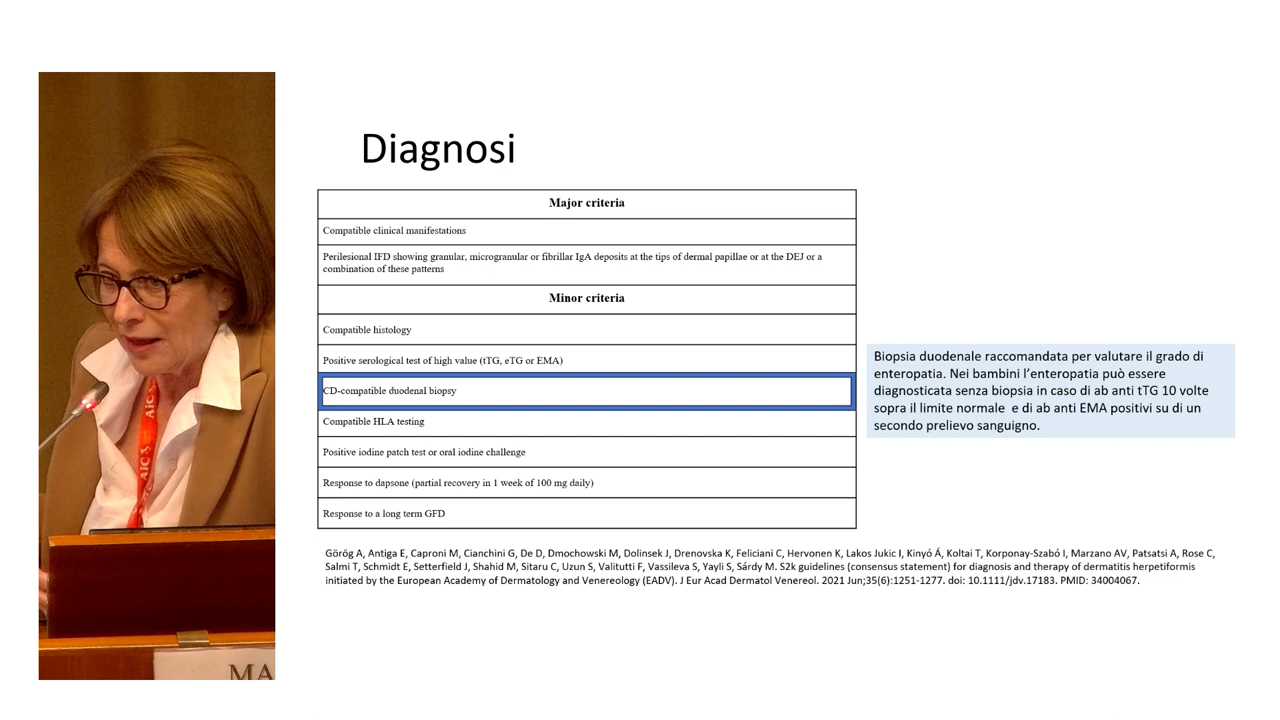 Diagnosi
Major criteria
Compatible clinical manifestations
Perilesional IFD showing granular, microgranular or fibrillar IgA deposits at the tips of dermal papillae or at the DEJ or a
combination of these patterns
Minor criteria
Compatible histology
Positive serological test of high value (tTG, eTG or EMA)
CD-compatible duodenal biopsy
Compatible HLA testing
Positive iodine patch test or oral iodine challenge
Response to dapsone (partial recovery in 1 week of 100 mg daily)
Response to a long term GFD
Biopsia duodenale raccomandata per valutare il grado di
enteropatia. Nei bambini l’enteropatia può essere
diagnosticata senza biopsia in caso di ab anti tTG 10 volte
sopra il limite normale e di ab anti EMA positivi su di un
secondo prelievo sanguigno.
Görög A, Antiga E, Caproni M, Cianchini G, De D, Dmochowski M, Dolinsek J, Drenovska K, Feliciani C, Hervonen K, Lakos Jukic I, Kinyó Á, Koltai T, Korponay-Szabó I, Marzano AV, Patsatsi A, Rose C,
Salmi T, Schmidt E, Setterfield J, Shahid M, Sitaru C, Uzun S, Valitutti F, Vassileva S, Yayli S, Sárdy M. S2k guidelines (consensus statement) for diagnosis and therapy of dermatitis herpetiformis
initiated by the European Academy of Dermatology and Venereology (EADV). J Eur Acad Dermatol Venereol. 2021 Jun;35(6):1251-1277. doi: 10.1111/jdv.17183. PMID: 34004067.
AiC
AiC
MA